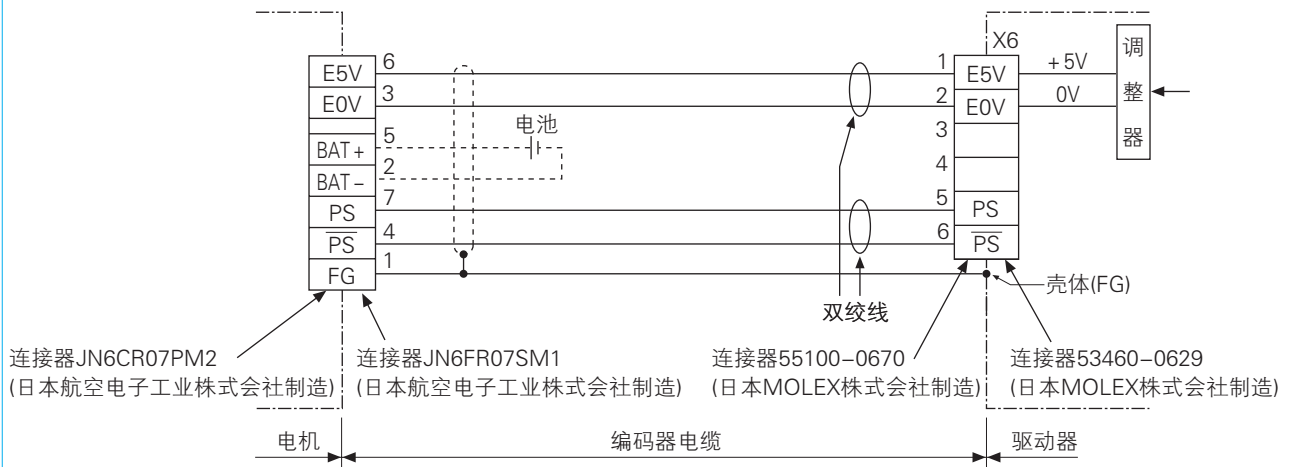 X6
调整器
E5V 6
E0V 3
BAT+ 5
BAT− 2
PS 7
PS 4
FG 1
电池
1 E5V +5V
2 E0V 0V
3
4
5 PS
6 PS
壳体(FG)
双绞线
连接器JN6CR07PM2
(日本航空电子工业株式会社制造)
连接器JN6FR07SM1
(日本航空电子工业株式会社制造)
连接器55100−0670
(日本MOLEX株式会社制造)
连接器53460−0629
(日本MOLEX株式会社制造)
电机
编码器电缆
驱动器